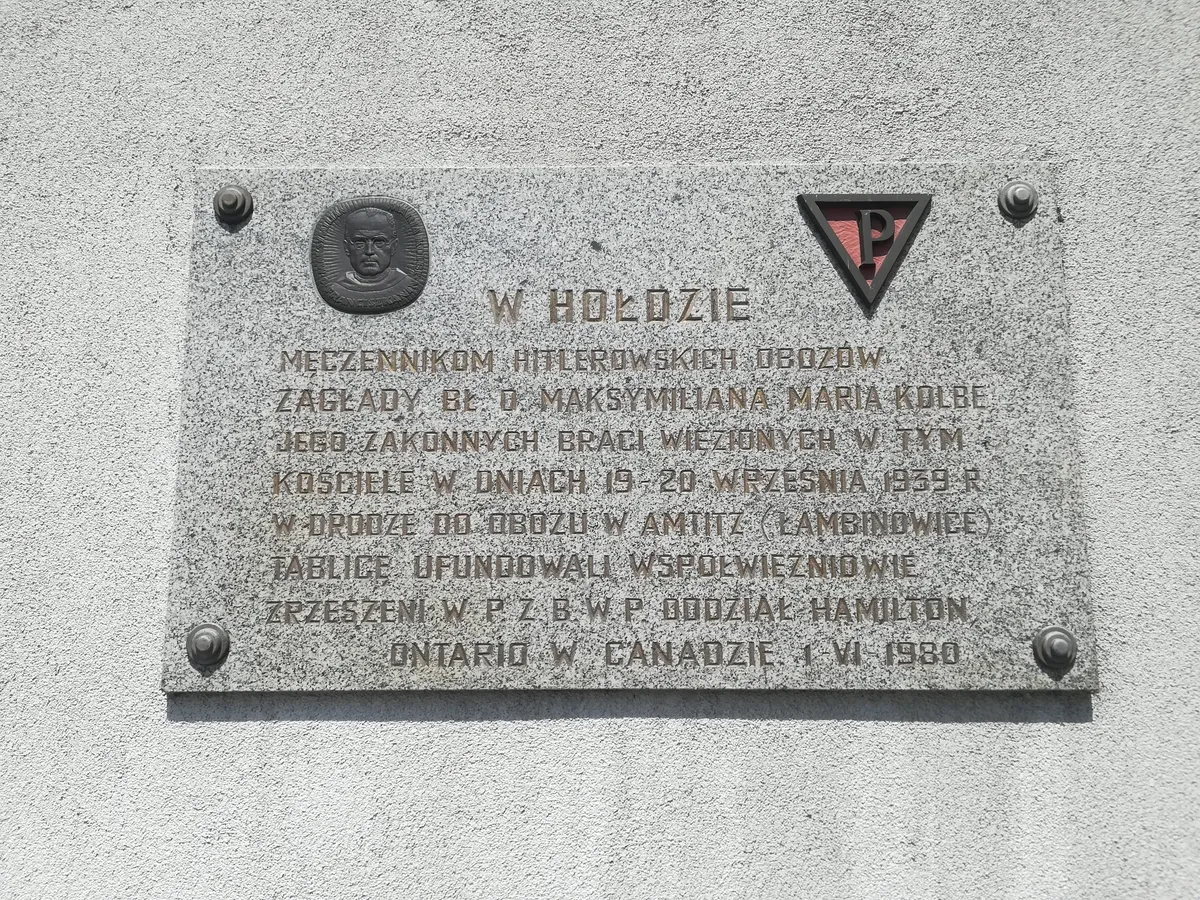 P
W HOŁDZIE
MĘCZENNIKOM HITLEROWSKICH OBOZÓW
ZAGŁADY BŁ. O. MAKSYMILIANA MARIA KOLBE
JEGO ZAKONNYCH BRACI WIĘZIONYCH W TYM
KOŚCIELE W DNIACH 19-20 WRZEŚNIA 1939 R
W DRODZE DO OBOZU W AMTITZ (ŁAMBINOWICE)
TABLICĘ UFUNDOWALI WSPÓŁWIĘŹNIOWIE
ZRZESZENI W P.Z.B.W.P. ODDZIAŁ HAMILTON,
ONTARIO W CANADZIE. 1-VI-1980